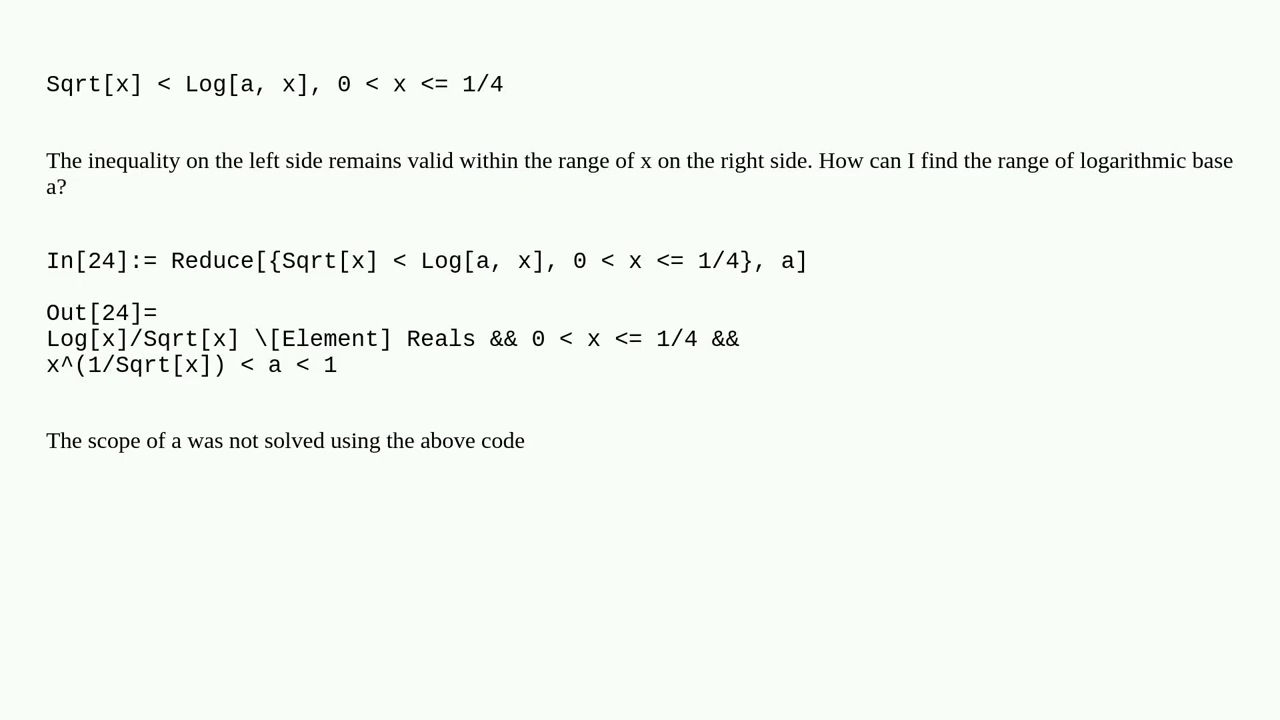 Sqrt[x] < Log[a, x], 0 < x <= 1/4
The inequality on the left side remains valid within the range of x on the right side. How can I find the range of logarithmic base
a?
In[24]:= Reduce[{Sqrt[x] < Log[a, x], 0 < x <= 1/4}, a]
Out[24]=
Log[x]/Sqrt[x] \[Element] Reals && 0 < x <= 1/4 &&
x^(1/Sqrt[x]) < a < 1
The scope of a was not solved using the above code